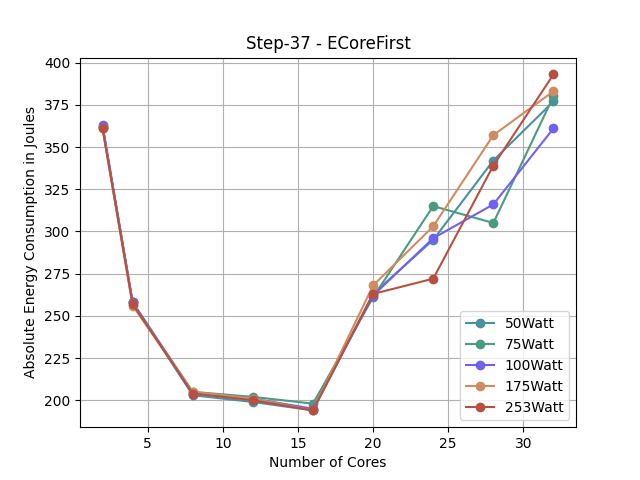 Step-37 - ECoreFirst
Absolute Energy Consumption in Joules
400
375
350
325
300
275
250
225
200
5
10
15
20
25
30
Number of Cores
50Watt
75Watt
100Watt
175Watt
253Watt